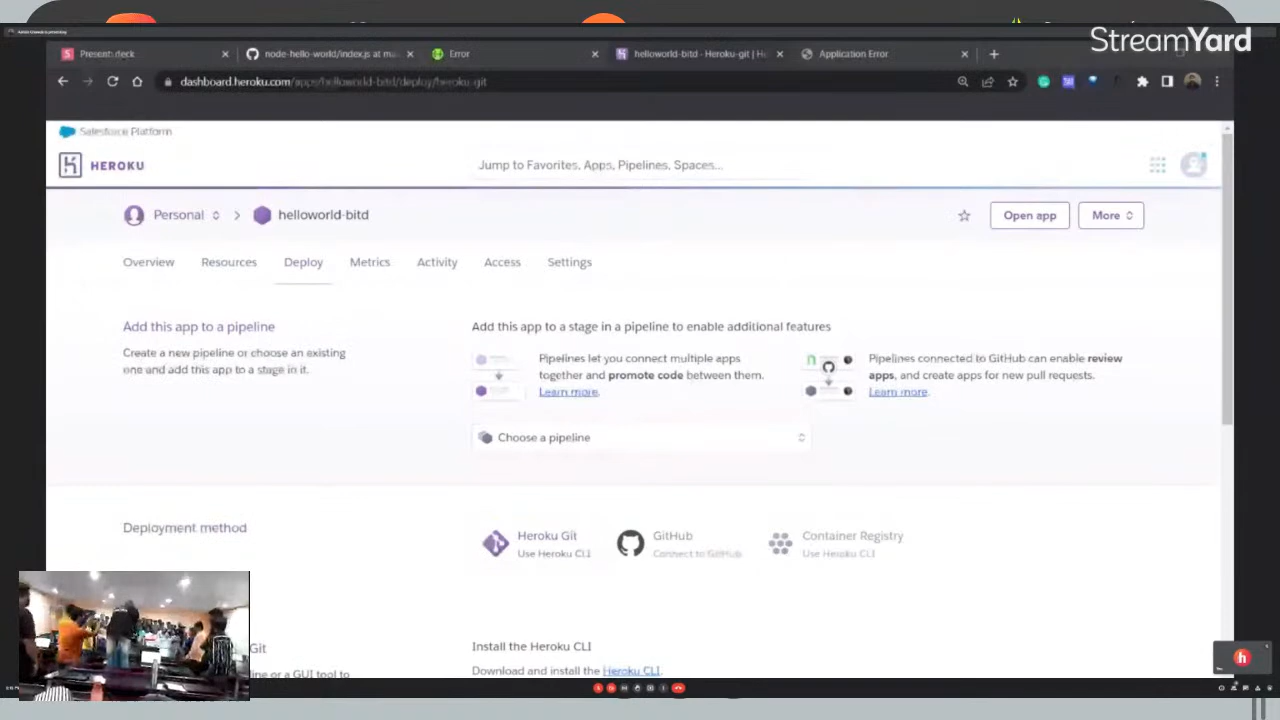 StreamYard
node-hello-world/index.js at ma
Error
helloworld-bitd - Heroku-git | H
Application Error
dashboard.heroku.com/apps/helloworld-bitd/deploy/heroku-git
Salesforce Platform
HEROKU
Jump to Favorites, Apps, Pipelines, Spaces...
Personal
helloworld-bitd
Open app
More
Overview
Resources
Deploy
Metrics
Activity
Access
Settings
Add this app to a pipeline
Create a new pipeline or choose an existing
one and add this app to a stage in it.
Add this app to a stage in a pipeline to enable additional features
Pipelines let you connect multiple apps
together and promote code between them.
Learn more.
Pipelines connected to GitHub can enable review
apps, and create apps for new pull requests.
Learn more.
Choose a pipeline
Deployment method
Heroku Git
Use Heroku CLI
GitHub
Connect to GitHub
Container Registry
Use Heroku CLI
Git
ine or a GUI tool to
Install the Heroku CLI
Download and install the Heroku CLI.
h